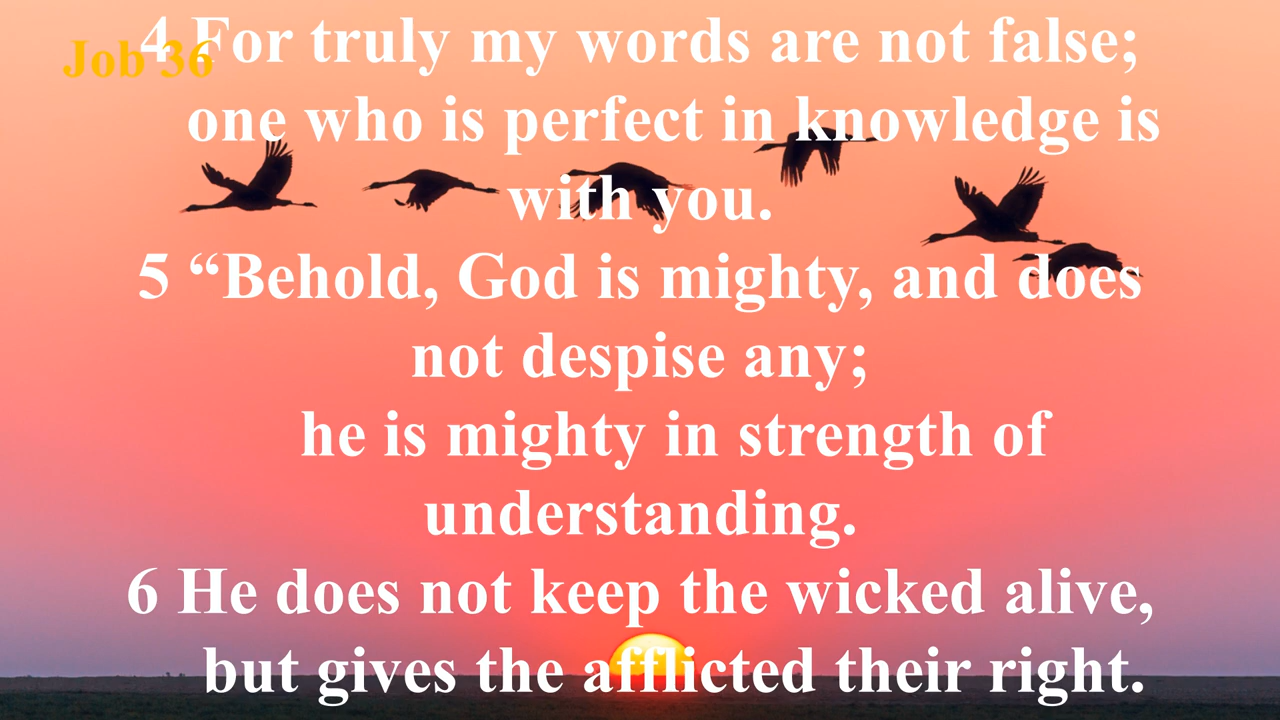 Job 36
4 For truly my words are not false;
one who is perfect in knowledge is
with you.
5 “Behold, God is mighty, and does
not despise any;
he is mighty in strength of
understanding.
6 He does not keep the wicked alive,
but gives the afflicted their right.